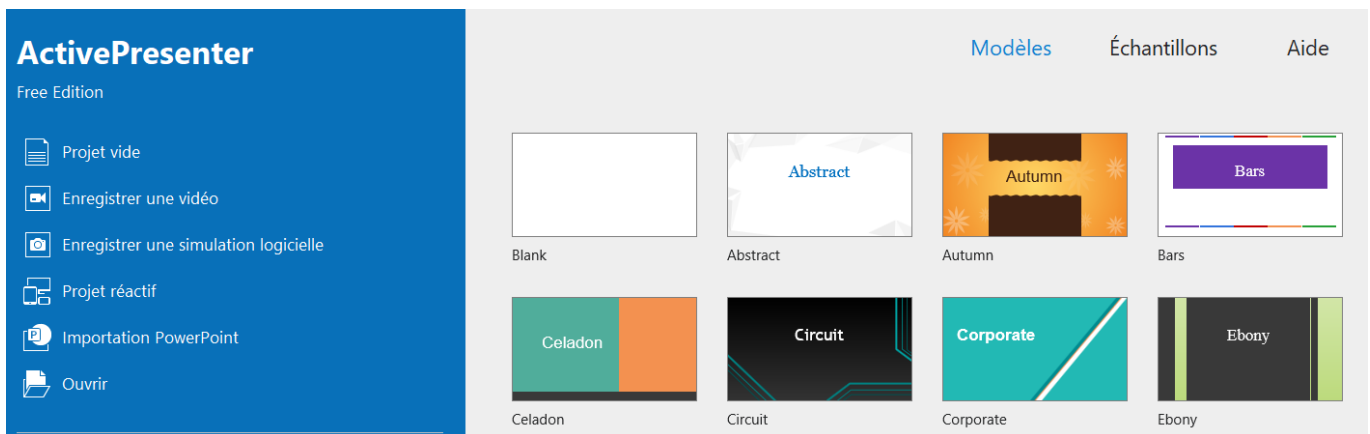 ActivePresenter
Free Edition
Projet vide
Enregistrer une vidéo
Enregistrer une simulation logicielle
Projet réactif
Importation PowerPoint
Ouvrir
Modèles Échantillons Aide
Abstract Autumn Bars
Blank Abstract Autumn Bars
Celadon Circuit Corporate Ebony
Celadon Circuit Corporate Ebony